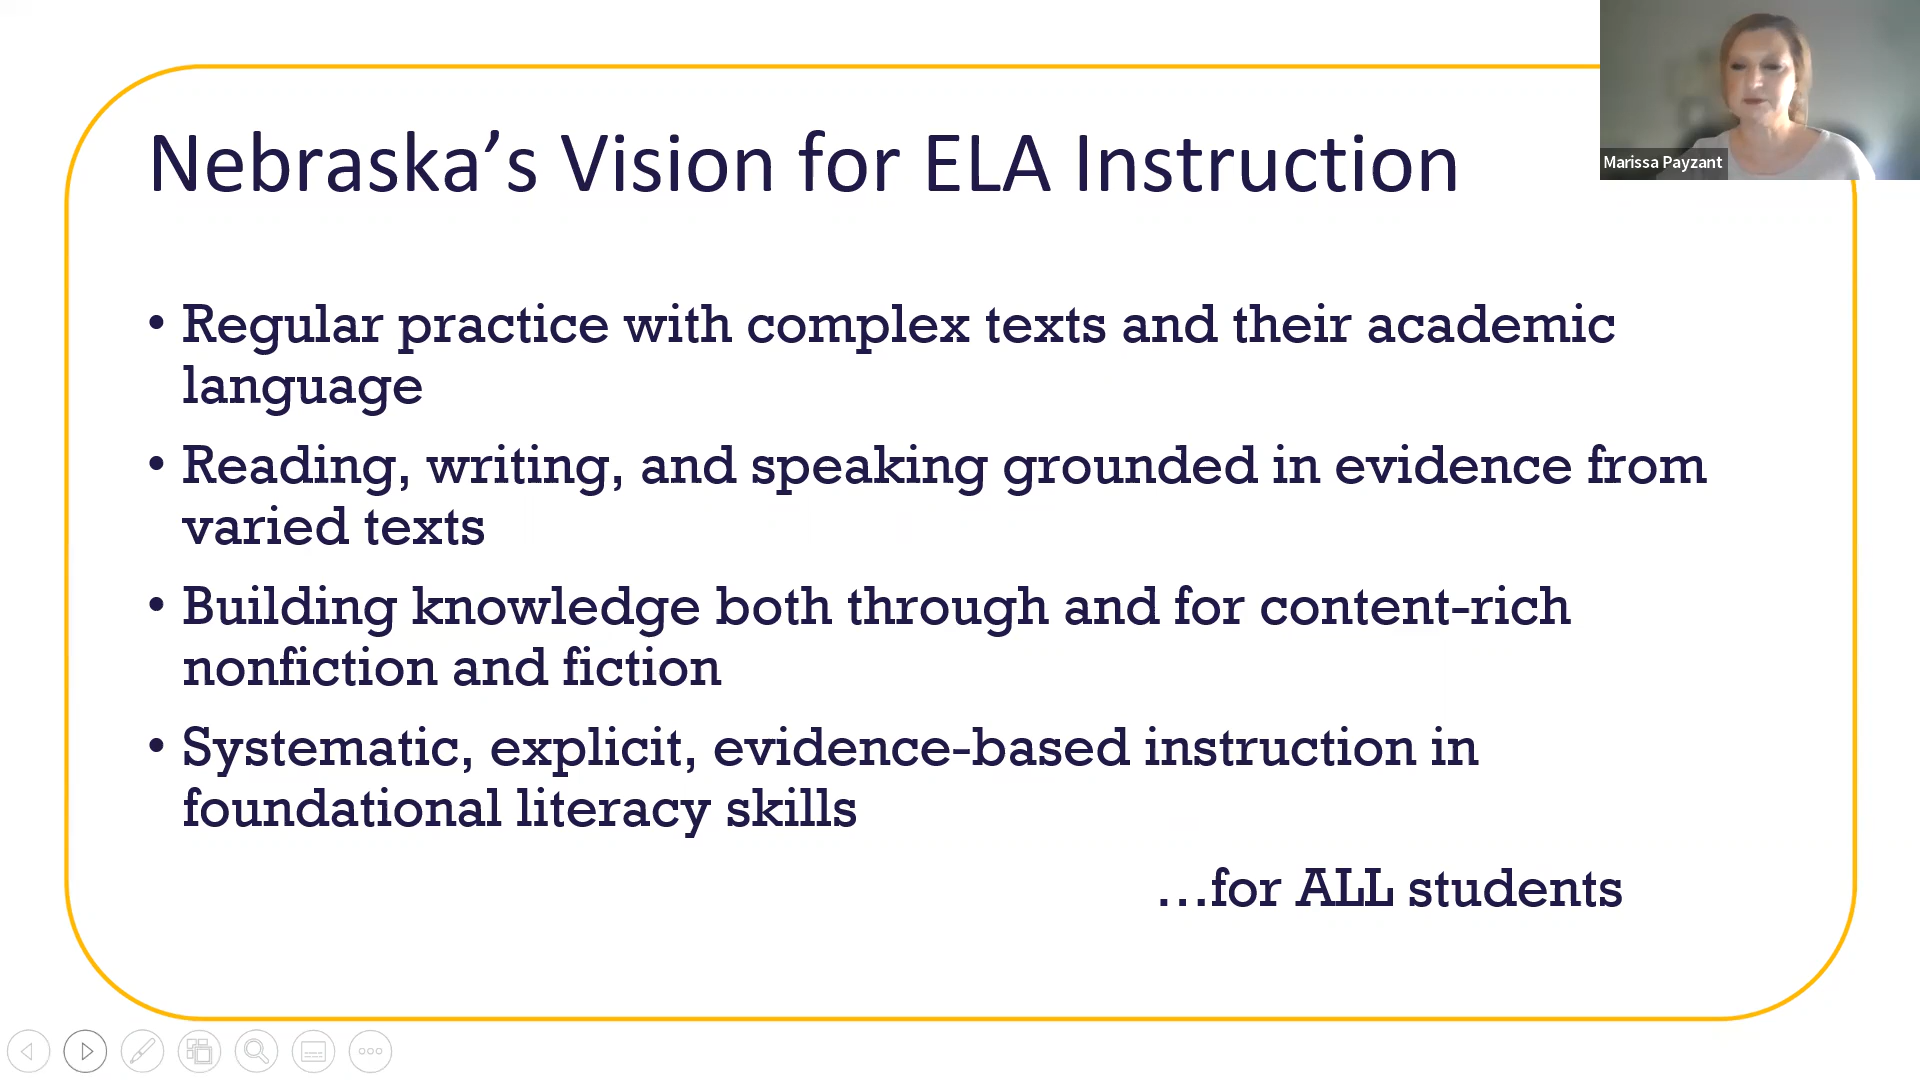 Nebraska’s Vision for ELA Instruction
Marissa Payzant
• Regular practice with complex texts and their academic
language
• Reading, writing, and speaking grounded in evidence from
varied texts
• Building knowledge both through and for content-rich
nonfiction and fiction
• Systematic, explicit, evidence-based instruction in
foundational literacy skills
…for ALL students